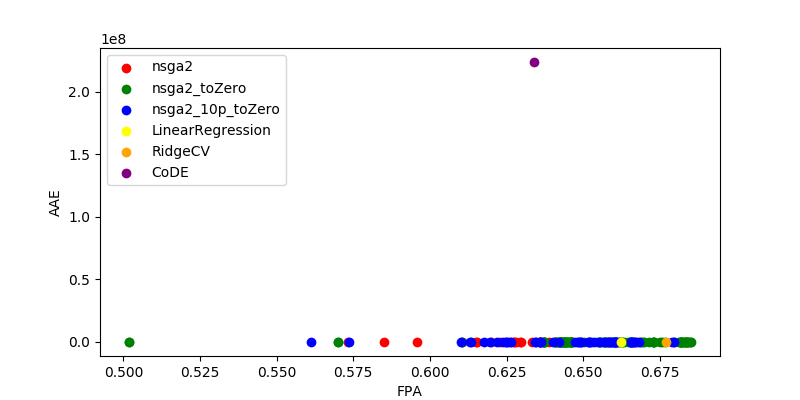 1e8
2.0
1.5
1.0
0.5
0.0
AAE
nsga2
nsga2_toZero
nsga2_10p_toZero
LinearRegression
RidgeCV
CoDE
0.500 0.525 0.550 0.575 0.600 0.625 0.650 0.675
FPA